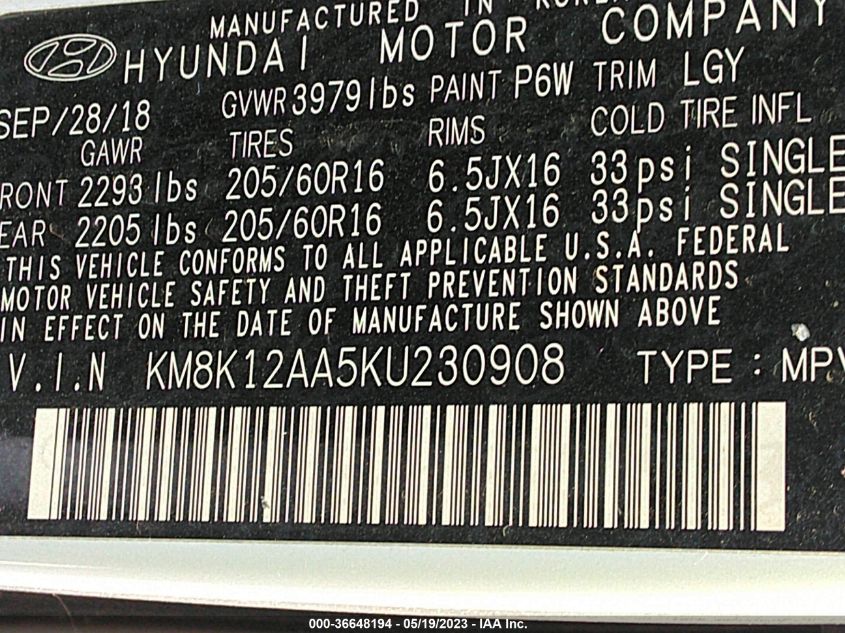 MANUFACTURED IN KOREA
HYUNDAI MOTOR COMPANY
SEP/28/18 GVWR 3979 lbs PAINT P6W TRIM LGY
GAWR TIRES RIMS COLD TIRE INFL
RONT 2293 lbs 205/60R16 6.5JX16 33psi SINGLE
EAR 2205 lbs 205/60R16 6.5JX16 33psi SINGLE
THIS VEHICLE CONFORMS TO ALL APPLICABLE U.S.A. FEDERAL
MOTOR VEHICLE SAFETY AND THEFT PREVENTION STANDARDS
IN EFFECT ON THE DATE OF MANUFACTURE SHOWN ABOVE
V.I.N KM8K12AA5KU230908 TYPE : MPV
000-36648194 - 05/19/2023 - IAA Inc.